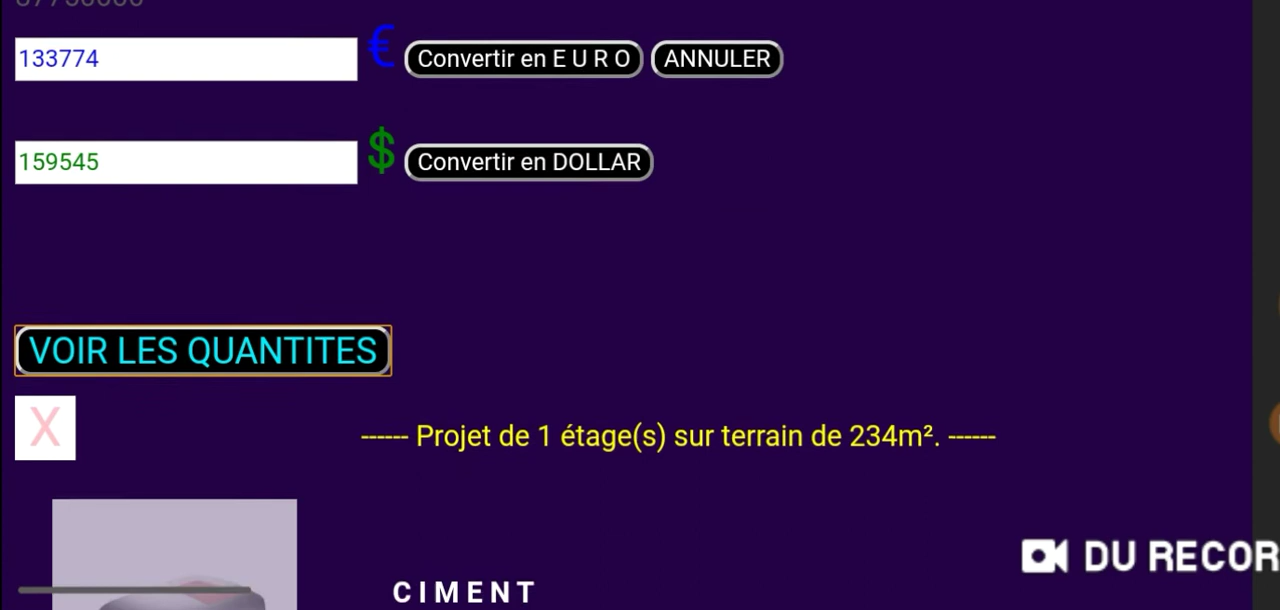 133774 € Convertir en E U R O ANNULER
159545 $ Convertir en DOLLAR
VOIR LES QUANTITES
X
------ Projet de 1 étage(s) sur terrain de 234m². ------
DU RECOR
CIMENT